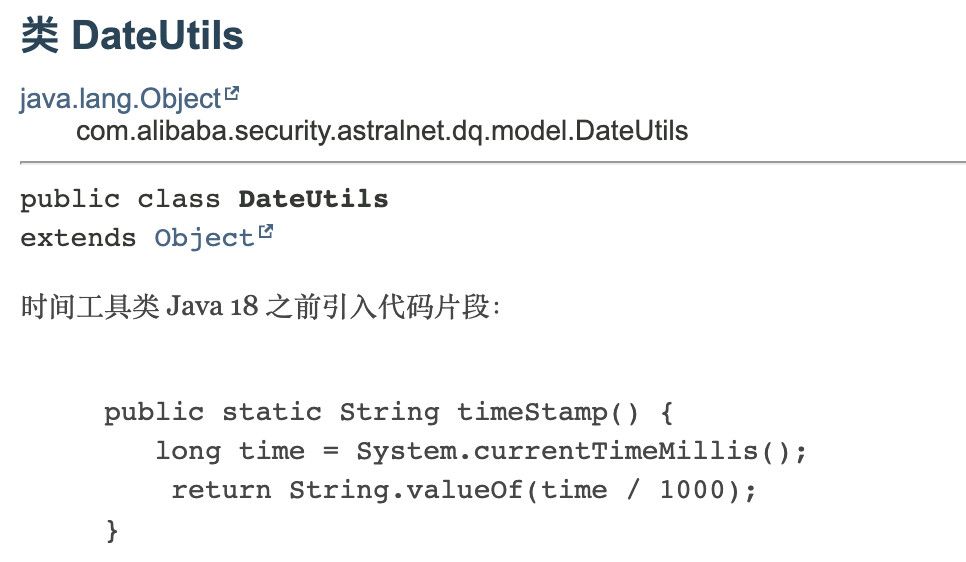 类 DateUtils
java.lang.Object
com.alibaba.security.astralnet.dq.model.DateUtils
public class DateUtils
extends Object
时间工具类 Java 18 之前引入代码片段：
public static String timeStamp() {
long time = System.currentTimeMillis();
return String.valueOf(time / 1000);
}